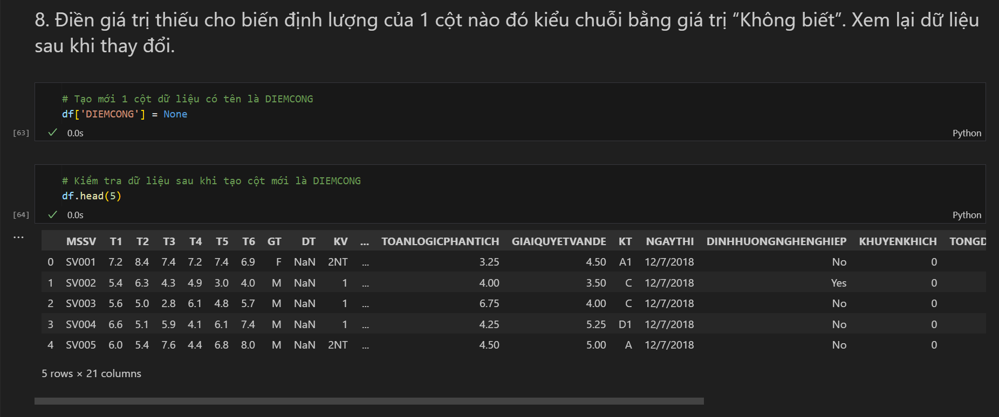 8. Điền giá trị thiếu cho biến định lượng của 1 cột nào đó kiểu chuỗi bằng giá trị “Không biết”. Xem lại dữ liệu
sau khi thay đổi.
# Tạo mới 1 cột dữ liệu có tên là DIEMCONG
df['DIEMCONG'] = None
[63] 0.0s Python
# Kiểm tra dữ liệu sau khi tạo cột mới là DIEMCONG
df.head(5)
[64] 0.0s Python
...
MSSV T1 T2 T3 T4 T5 T6 GT DT KV ... TOANLOGICPHANTICH GIAIQUYETVANDE KT NGAYTHI DINHHUONGNGHENGHIEP KHUYENKHICH TONGD
0 SV001 7.2 8.4 7.4 7.2 7.4 6.9 F NaN 2NT ... 3.25 4.50 A1 12/7/2018 No 0
1 SV002 5.4 6.3 4.3 4.9 3.0 4.0 M NaN 1 ... 4.00 3.50 C 12/7/2018 Yes 0
2 SV003 5.6 5.0 2.8 6.1 4.8 5.7 M NaN 1 ... 6.75 4.00 C 12/7/2018 No 0
3 SV004 6.6 5.1 5.9 4.1 6.1 7.4 M NaN 1 ... 4.25 5.25 D1 12/7/2018 No 0
4 SV005 6.0 5.4 7.6 4.4 6.8 8.0 M NaN 2NT ... 4.50 5.00 A 12/7/2018 No 0
5 rows × 21 columns